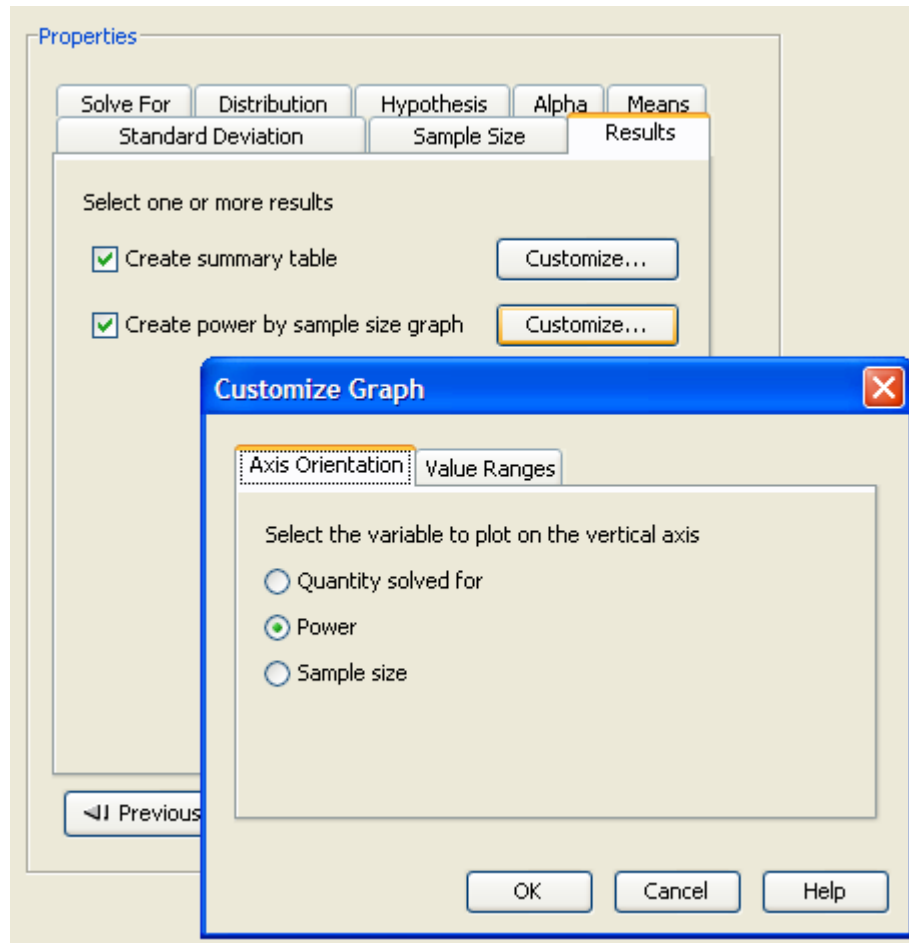 Properties
Solve For Distribution Hypothesis Alpha Means
Standard Deviation Sample Size Results
Select one or more results
Create summary table Customize...
Create power by sample size graph Customize...
Customize Graph
Axis Orientation Value Ranges
Select the variable to plot on the vertical axis
Quantity solved for
Power
Sample size
Previous
OK Cancel Help